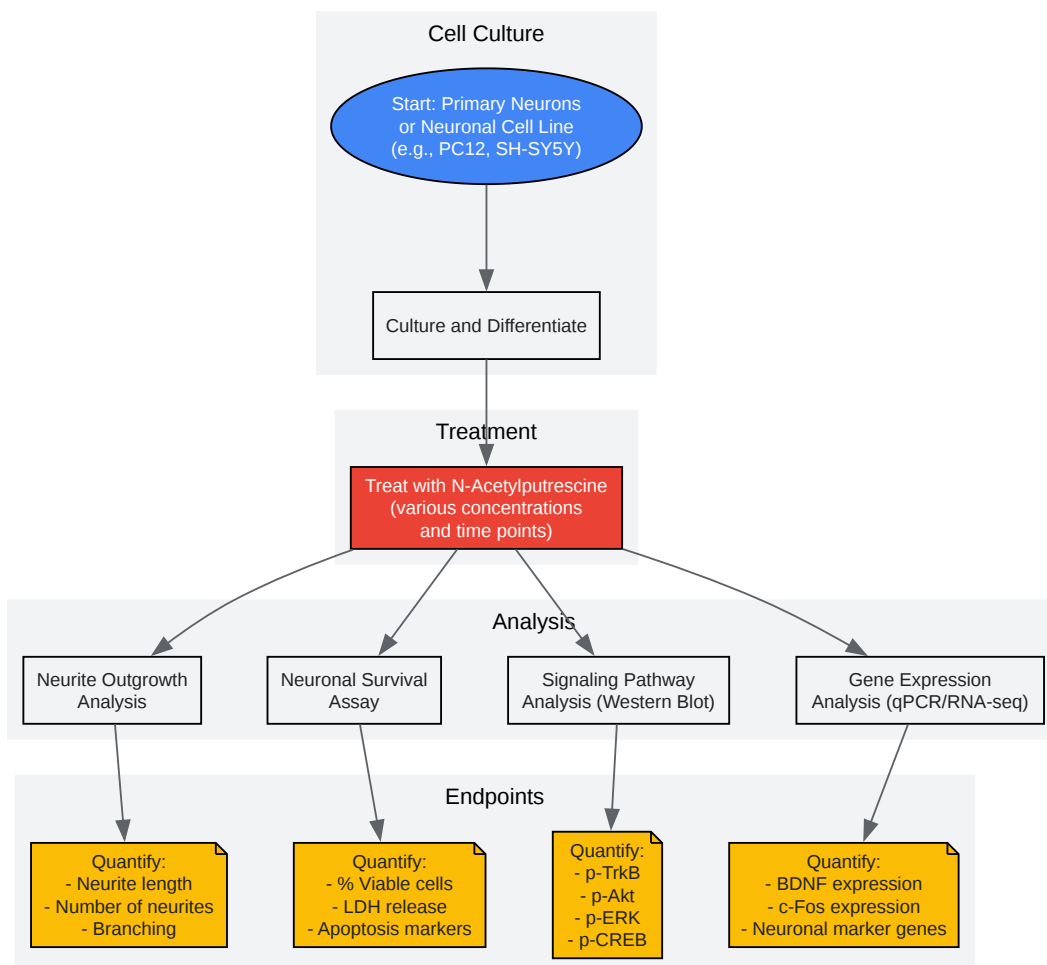 Cell Culture
Start: Primary Neurons
or Neuronal Cell Line
(e.g., PC12, SH-SY5Y)
Culture and Differentiate
Treatment
Treat with N-Acetylputrescine
(various concentrations
and time points)
Analysis
Neurite Outgrowth
Analysis
Neuronal Survival
Assay
Signaling Pathway
Analysis (Western Blot)
Gene Expression
Analysis (qPCR/RNA-seq)
Endpoints
Quantify:
- Neurite length
- Number of neurites
- Branching
Quantify:
- % Viable cells
- LDH release
- Apoptosis markers
Quantify:
- p-TrkB
- p-Akt
- p-ERK
- p-CREB
Quantify:
- BDNF expression
- c-Fos expression
- Neuronal marker genes